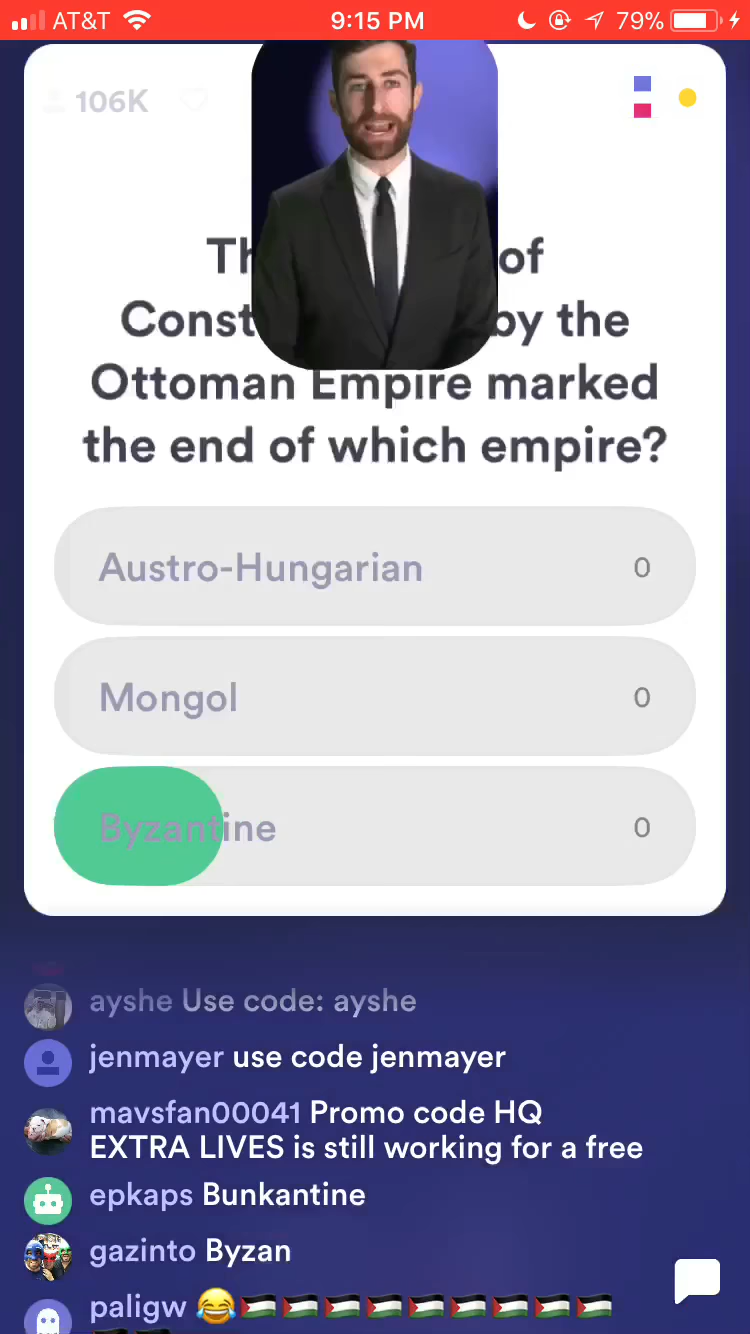 AT&T 9:15 PM 79%
106K
of
by the
Ottoman Empire marked
the end of which empire?
Austro-Hungarian 0
Mongol 0
Byzantine 0
ayshe Use code: ayshe
jenmayer use code jenmayer
mavsfan00041 Promo code HQ
EXTRA LIVES is still working for a free
epkaps Bunkantine
gazinto Byzan
paligw 😂🇵🇸🇵🇸🇵🇸🇵🇸🇵🇸🇵🇸🇵🇸🇵🇸🇵🇸